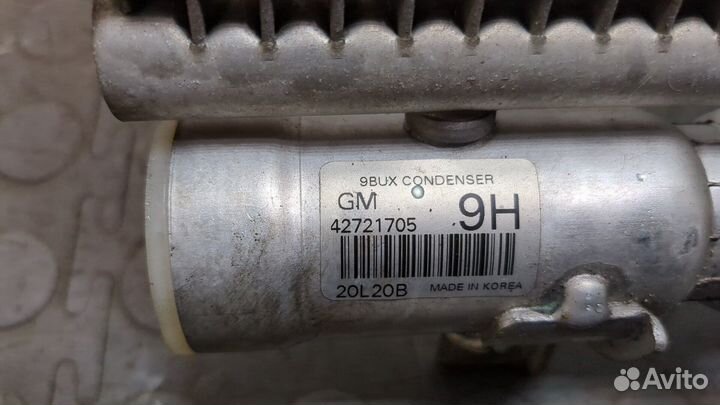 9BUX CONDENSER
GM
42721705
9H
20L20B MADE IN KOREA
Avito